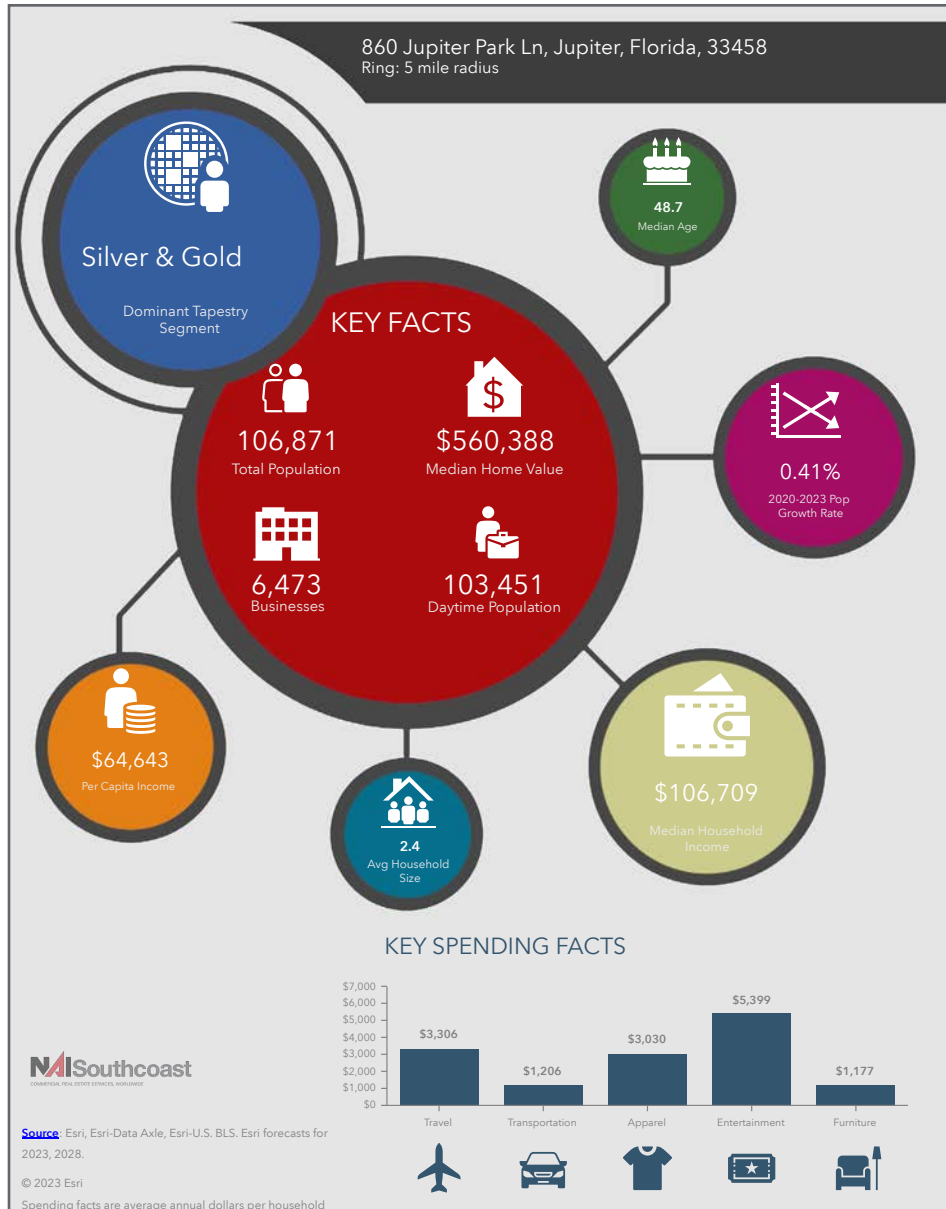 860 Jupiter Park Ln, Jupiter, Florida, 33458
Ring: 5 mile radius
Silver & Gold
Dominant Tapestry
Segment
48.7
Median Age
KEY FACTS
106,871
Total Population
$560,388
Median Home Value
6,473
Businesses
103,451
Daytime Population
0.41%
2020-2023 Pop
Growth Rate
$64,643
Per Capita Income
2.4
Avg Household
Size
$106,709
Median Household
Income
KEY SPENDING FACTS
$7,000
$6,000
$5,000
$4,000
$3,000
$2,000
$1,000
$0
$3,306
$1,206
$3,030
$5,399
$1,177
Travel
Transportation
Apparel
Entertainment
Furniture
NAISouthcoast
COMMERCIAL REAL ESTATE SERVICES, WORLDWIDE
Source: Esri, Esri-Data Axle, Esri-U.S. BLS. Esri forecasts for
2023, 2028.
© 2023 Esri
Spending facts are average annual dollars per household